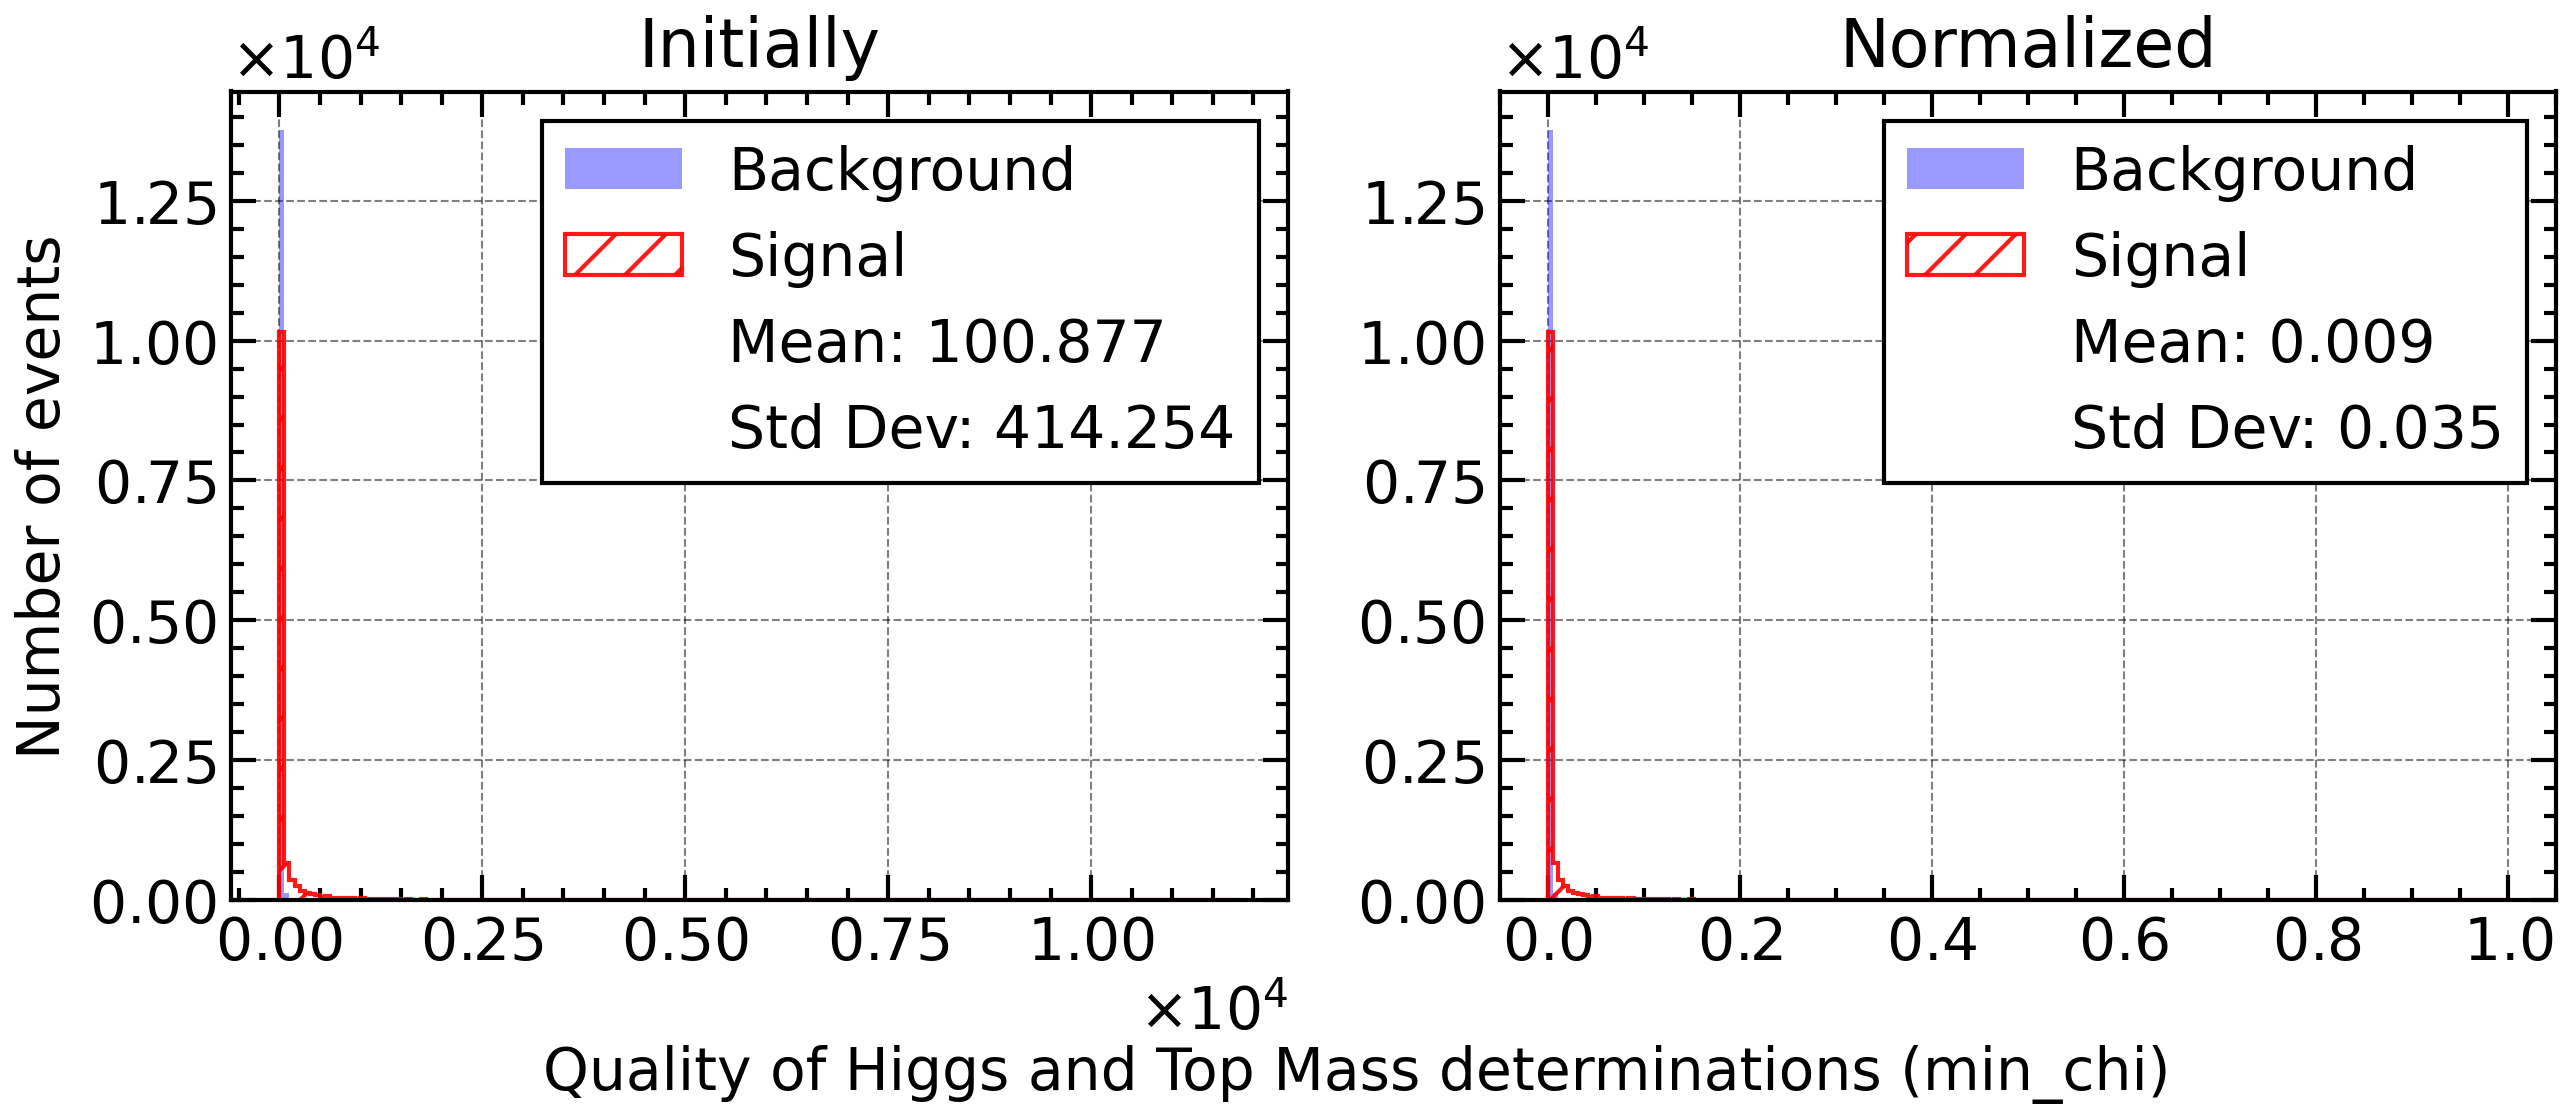 Initially
×10⁴
Number of events
1.25
1.00
0.75
0.50
0.25
0.00
Background
Signal
Mean: 100.877
Std Dev: 414.254
0.00 0.25 0.50 0.75 1.00
×10⁴
Normalized
×10⁴
1.25
1.00
0.75
0.50
0.25
0.00
Background
Signal
Mean: 0.009
Std Dev: 0.035
0.0 0.2 0.4 0.6 0.8 1.0
Quality of Higgs and Top Mass determinations (min_chi)